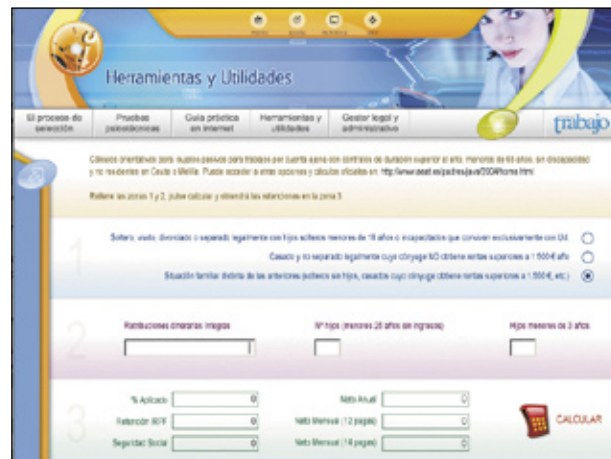 Herramientas y Utilidades
El proceso de selección
Pruebas psicotécnicas
Guía práctica en internet
Herramientas y utilidades
Gestor legal y administrativo
trabajo
Cálculos orientativos para sujetos pasivos para trabajos por cuenta ajena con contratos de duración superior al año, menores de 65 años, sin discapacidad
y no residentes en Ceuta o Melilla. Puede acceder a otras opciones y cálculos oficiales en:
Rellene las zonas 1 y 2, pulse calcular y obtendrá las retenciones en la zona 3.
1
Soltero, viudo, divorciado o separado legalmente con hijos solteros menores de 18 años o incapacitados que conviven exclusivamente con Ud.
Casado y no separado legalmente cuyo cónyuge NO obtiene rentas superiores a 1.500 € año
Situación familiar distinta de las anteriores (solteros sin hijos, casados cuyo cónyuge obtiene rentas superiores a 1.500 €, etc.)
2
Retribuciones dinerarias íntegras
Nº hijos (menores 25 años sin ingresos)
Hijos menores de 3 años
3
% Aplicado 0
Neto Anual 0
Retención IRPF 0
Neto Mensual (12 pagas) 0
CALCULAR
Seguridad Social 0
Neto Mensual (14 pagas) 0